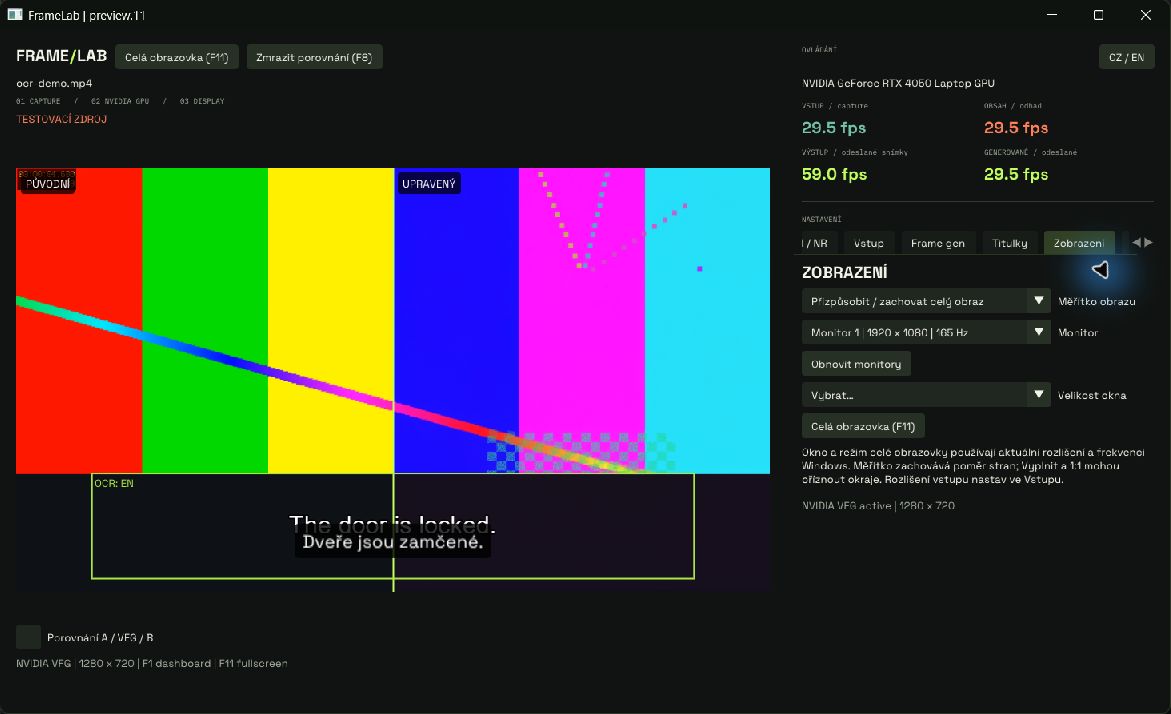 FrameLab | preview.11
FRAME/LAB
Celá obrazovka (F11)
Zmrazit porovnání (F8)
ocr_demo.mp4
01 CAPTURE / 02 NVIDIA GPU / 03 DISPLAY
TESTOVACÍ ZDROJ
PŮVODNÍ
UPRAVENÝ
OCR: EN
The door is locked.
Dveře jsou zamčené.
Porovnání A / VFG / B
NVIDIA VFG | 1280 x 720 | F1 dashboard | F11 fullscreen
OVLÁDÁNÍ
CZ / EN
NVIDIA GeForce RTX 4050 Laptop GPU
VSTUP / capture
OBSAH / odhad
29.5 fps
29.5 fps
VÝSTUP / odeslané snímky
GENEROVANÉ / odeslané
59.0 fps
29.5 fps
NASTAVENÍ
/ NR
Vstup
Frame gen
Titulky
Zobrazení
ZOBRAZENÍ
Přizpůsobit / zachovat celý obraz
Měřítko obrazu
Monitor 1 | 1920 x 1080 | 165 Hz
Monitor
Obnovit monitory
Vybrat...
Velikost okna
Celá obrazovka (F11)
Okno a režim celé obrazovky používají aktuální rozlišení a frekvenci
Windows. Měřítko zachovává poměr stran; Vyplnit a 1:1 mohou
oříznout okraje. Rozlišení vstupu nastav ve Vstupu.
NVIDIA VFG active | 1280 x 720